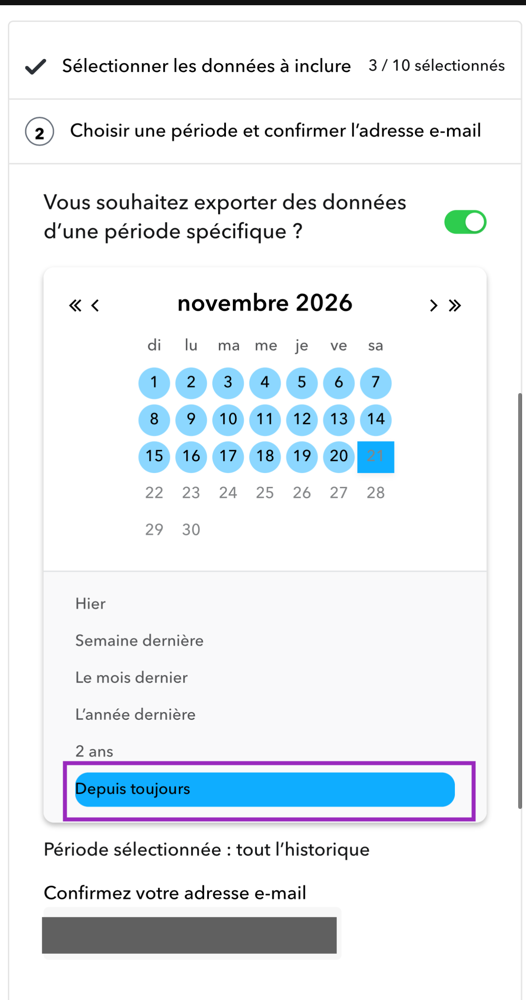 Sélectionner les données à inclure 3 / 10 sélectionnés
2 Choisir une période et confirmer l’adresse e-mail
Vous souhaitez exporter des données
d’une période spécifique ?
« ‹ novembre 2026 › »
di lu ma me je ve sa
1 2 3 4 5 6 7
8 9 10 11 12 13 14
15 16 17 18 19 20 21
22 23 24 25 26 27 28
29 30
Hier
Semaine dernière
Le mois dernier
L’année dernière
2 ans
Depuis toujours
Période sélectionnée : tout l’historique
Confirmez votre adresse e-mail